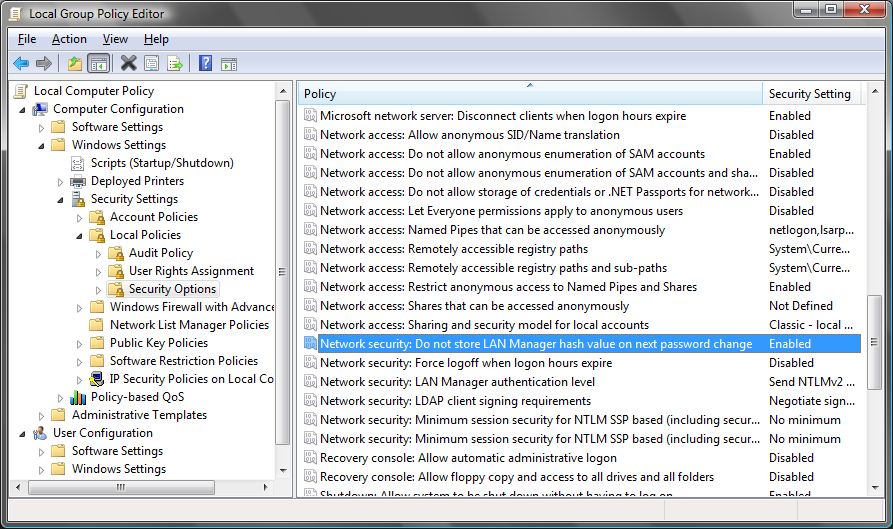 Local Group Policy Editor
File Action View Help
Local Computer Policy
Computer Configuration
Software Settings
Windows Settings
Scripts (Startup/Shutdown)
Deployed Printers
Security Settings
Account Policies
Local Policies
Audit Policy
User Rights Assignment
Security Options
Windows Firewall with Advance
Network List Manager Policies
Public Key Policies
Software Restriction Policies
IP Security Policies on Local Co
Policy-based QoS
Administrative Templates
User Configuration
Software Settings
Windows Settings
Policy Security Setting
Microsoft network server: Disconnect clients when logon hours expire Enabled
Network access: Allow anonymous SID/Name translation Disabled
Network access: Do not allow anonymous enumeration of SAM accounts Enabled
Network access: Do not allow anonymous enumeration of SAM accounts and sha... Disabled
Network access: Do not allow storage of credentials or .NET Passports for network... Disabled
Network access: Let Everyone permissions apply to anonymous users Disabled
Network access: Named Pipes that can be accessed anonymously netlogon,lsarp...
Network access: Remotely accessible registry paths System\Curre...
Network access: Remotely accessible registry paths and sub-paths System\Curre...
Network access: Restrict anonymous access to Named Pipes and Shares Enabled
Network access: Shares that can be accessed anonymously Not Defined
Network access: Sharing and security model for local accounts Classic - local ...
Network security: Do not store LAN Manager hash value on next password change Enabled
Network security: Force logoff when logon hours expire Disabled
Network security: LAN Manager authentication level Send NTLMv2 ...
Network security: LDAP client signing requirements Negotiate sign...
Network security: Minimum session security for NTLM SSP based (including secur... No minimum
Network security: Minimum session security for NTLM SSP based (including secur... No minimum
Recovery console: Allow automatic administrative logon Disabled
Recovery console: Allow floppy copy and access to all drives and all folders Disabled
Shutdown: Allow system to be shut down without having to log on Enabled